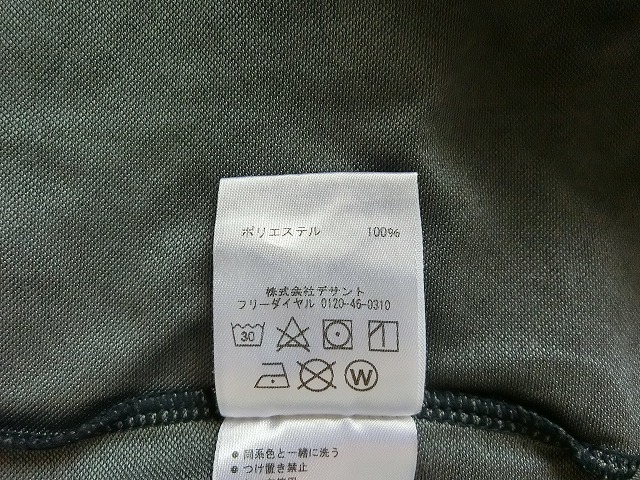 ポリエステル 100%
株式会社デサント
フリーダイヤル 0120-46-0310
30
W
● 同系色と一緒に洗う
● つけ置き禁止